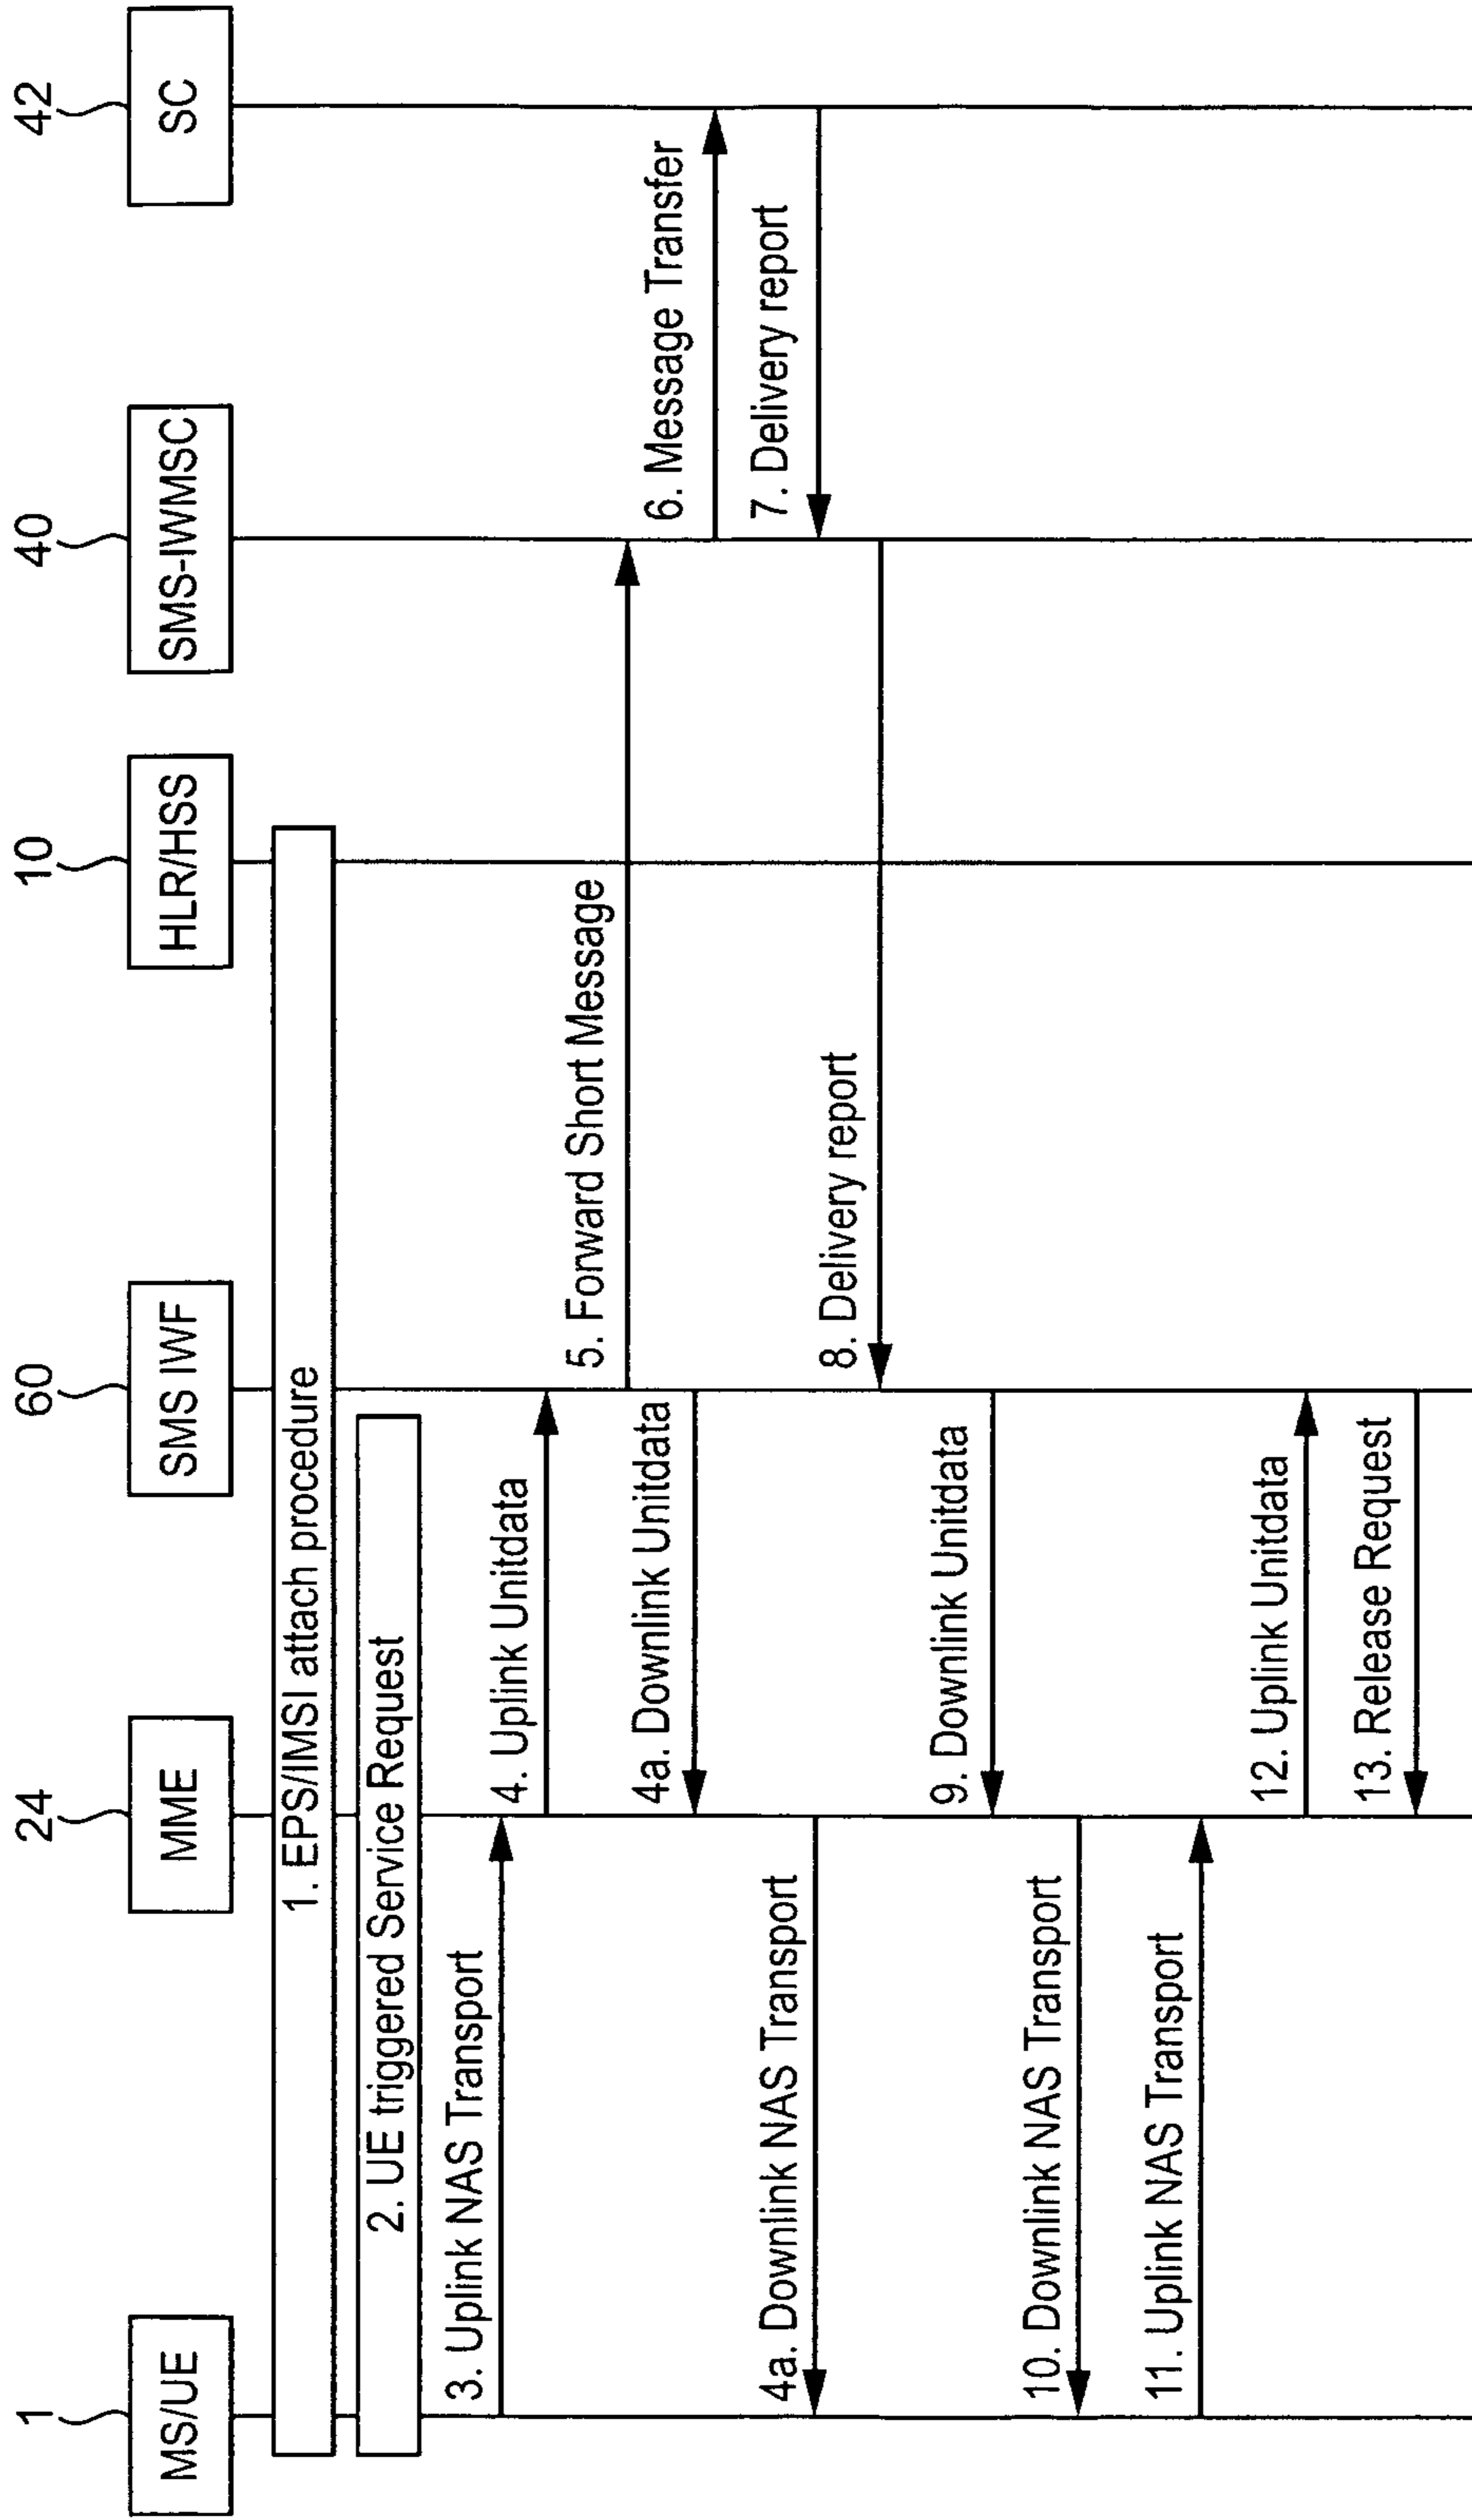 1
24
60
10
40
42
MS/UE
MME
SMS IWF
HLR/HSS
SMS-IWMSC
SC
1. EPS/IMSI attach procedure
2. UE triggered Service Request
3. Uplink NAS Transport
4. Uplink Unitdata
5. Forward Short Message
4a. Downlink Unitdata
6. Message Transfer
4a. Downlink NAS Transport
7. Delivery report
8. Delivery report
9. Downlink Unitdata
10. Downlink NAS Transport
11. Uplink NAS Transport
12. Uplink Unitdata
13. Release Request